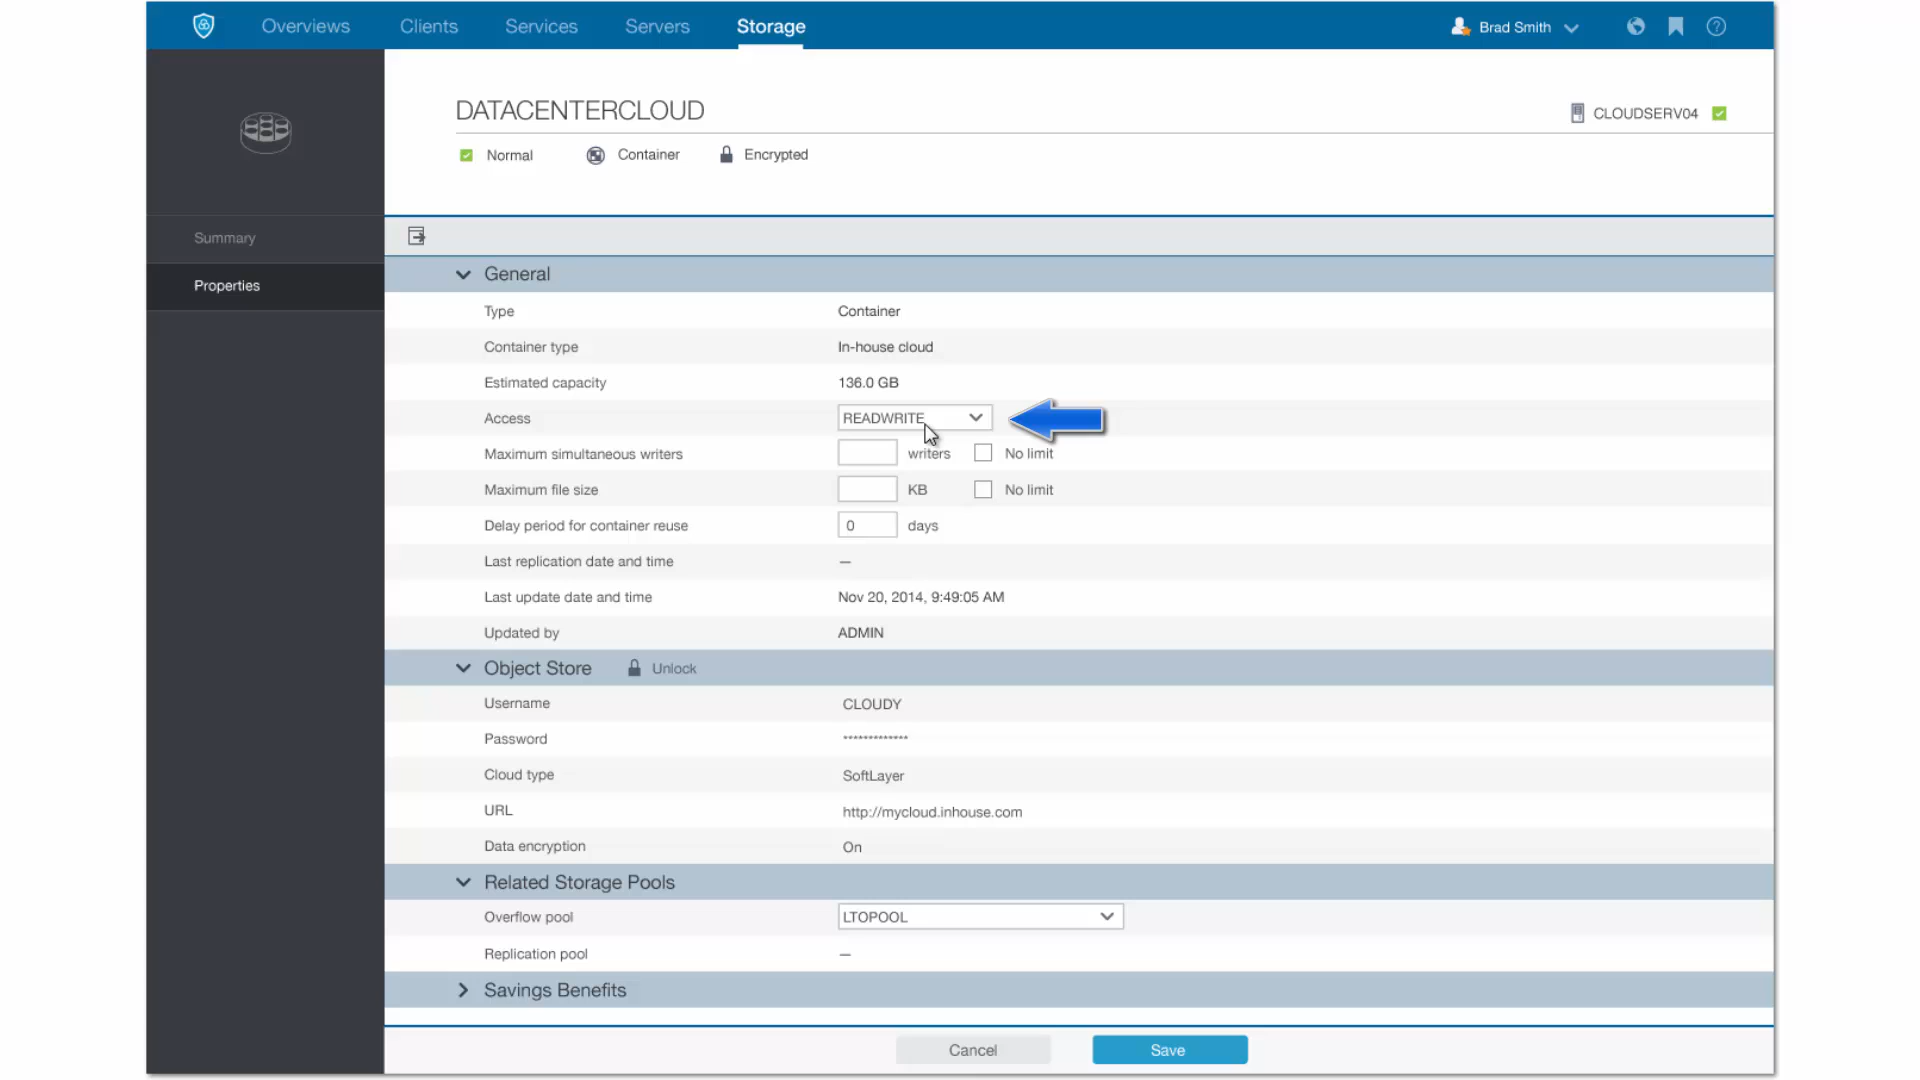 Overviews Clients Services Servers Storage Brad Smith
DATACENTERCLOUD
CLOUDSERV04
Normal Container Encrypted
Summary
Properties
General
Type Container
Container type In-house cloud
Estimated capacity 136.0 GB
Access READWRITE
Maximum simultaneous writers writers No limit
Maximum file size KB No limit
Delay period for container reuse 0 days
Last replication date and time —
Last update date and time Nov 20, 2014, 9:49:05 AM
Updated by ADMIN
Object Store Unlock
Username CLOUDY
Password *************
Cloud type SoftLayer
URL http://mycloud.inhouse.com
Data encryption On
Related Storage Pools
Overflow pool LTOPOOL
Replication pool —
Savings Benefits
Cancel Save